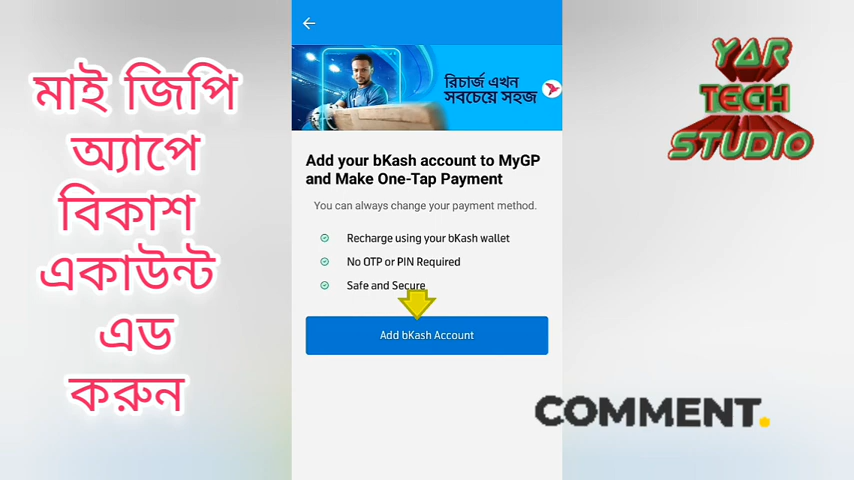 মাই জিপি
অ্যাপে
বিকাশ
একাউন্ট
এড
করুন
রিচার্জ এখন
সবচেয়ে সহজ
Add your bKash account to MyGP
and Make One-Tap Payment
You can always change your payment method.
Recharge using your bKash wallet
No OTP or PIN Required
Safe and Secure
Add bKash Account
YAR
TECH
STUDIO
COMMENT.